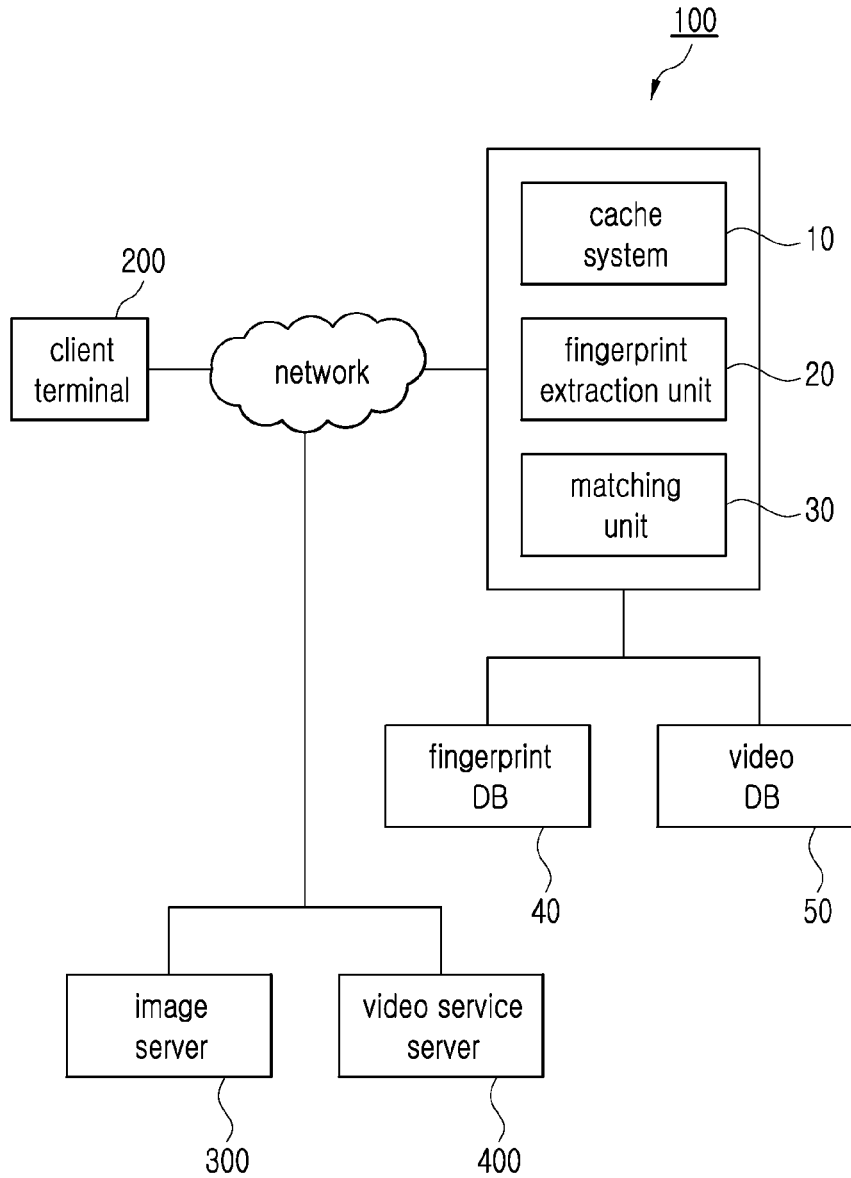 100
cache
system
10
200
client
terminal
network
fingerprint
extraction unit
20
matching
unit
30
fingerprint
DB
40
video
DB
50
image
server
300
video service
server
400